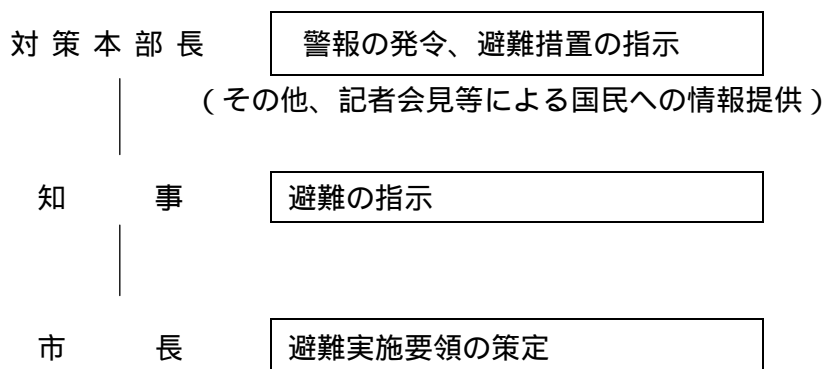 対策本部長 警報の発令、避難措置の指示
(その他、記者会見等による国民への情報提供)
知事 避難の指示
市長 避難実施要領の策定